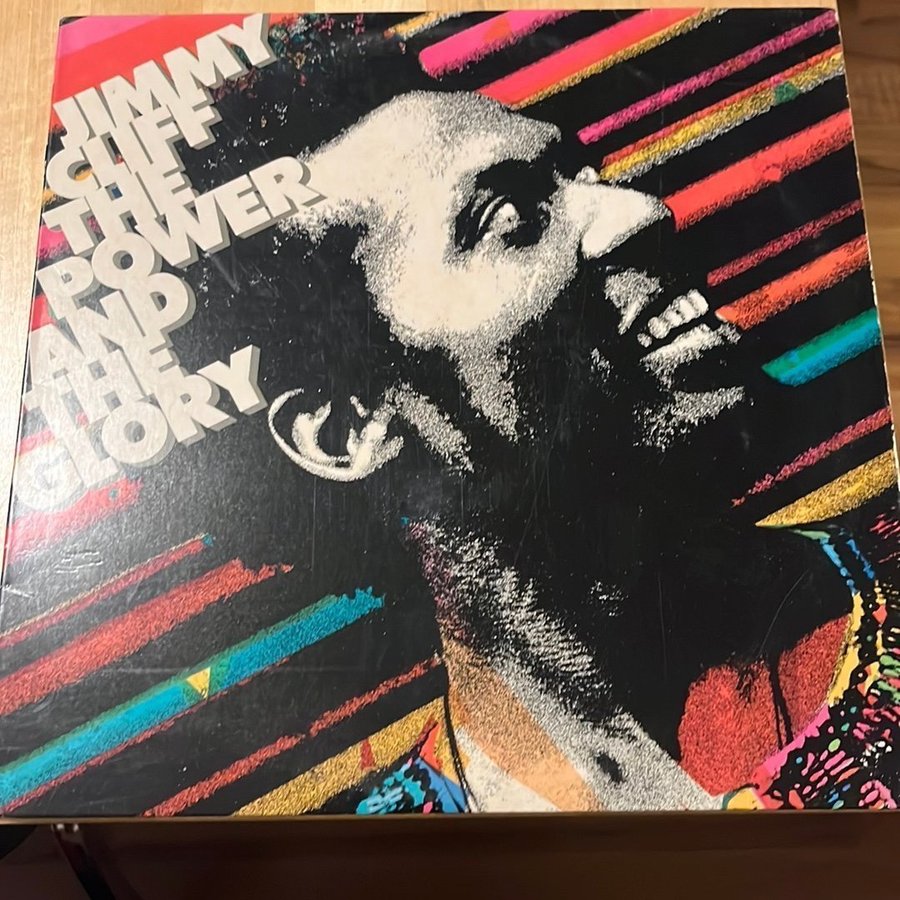 JIMMY
CLIFF
THE
POWER
AND
THE
GLORY